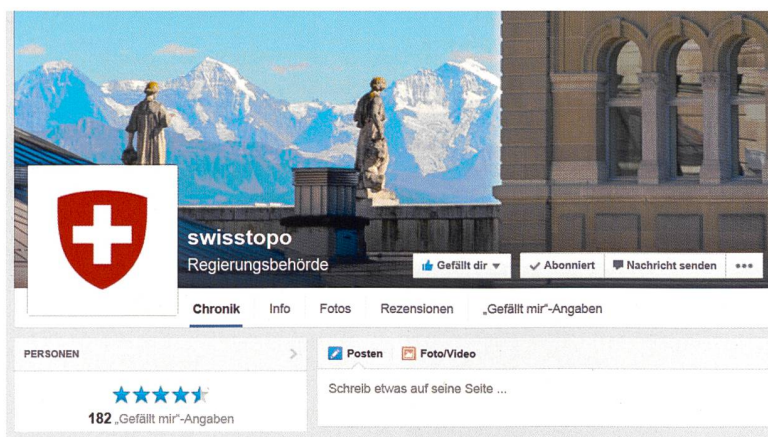 swisstopo
Regierungsbehörde
Gefällt dir
Abonniert
Nachricht senden
Chronik
Info
Fotos
Rezensionen
„Gefällt mir"-Angaben
PERSONEN
182 „Gefällt mir"-Angaben
Posten
Foto/Video
Schreib etwas auf seine Seite ...